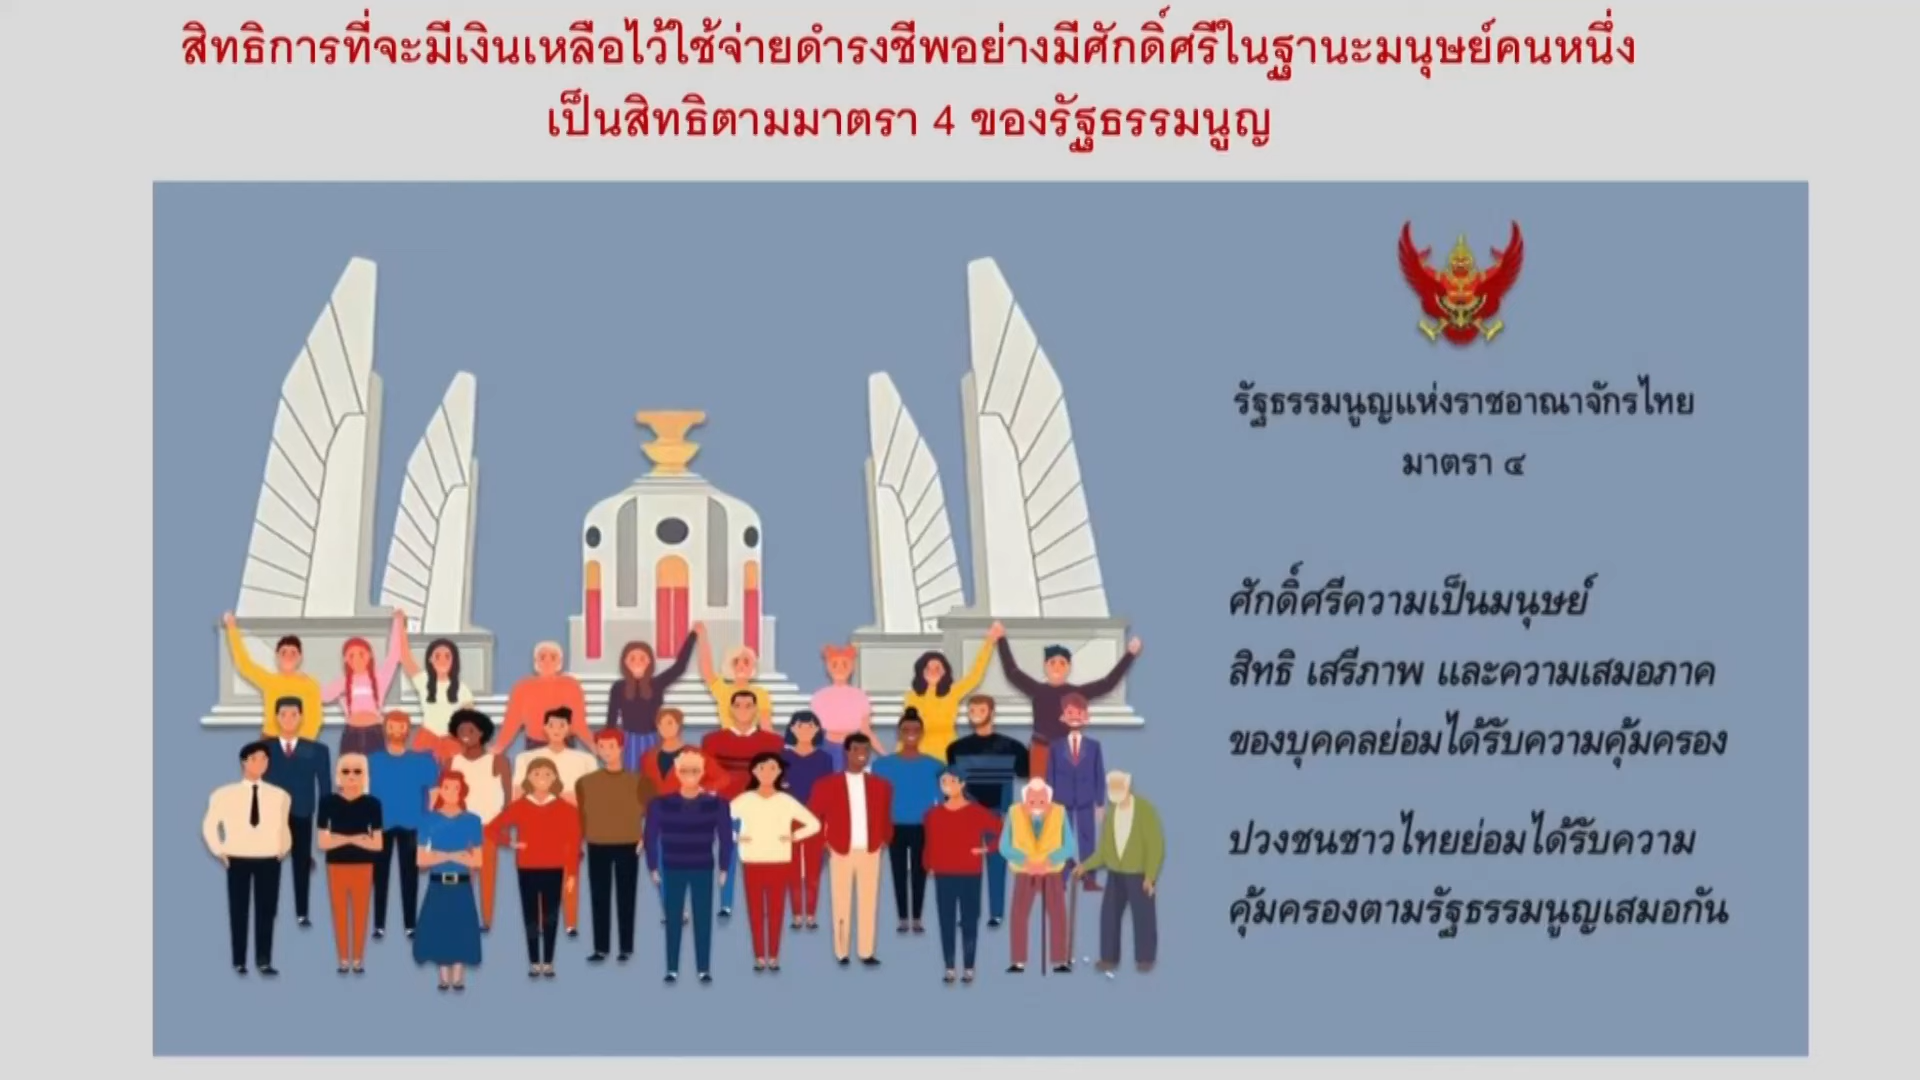 สิทธิการที่จะมีเงินเหลือไว้ใช้จ่ายดำรงชีพอย่างมีศักดิ์ศรีในฐานะมนุษย์คนหนึ่ง
เป็นสิทธิตามมาตรา 4 ของรัฐธรรมนูญ
รัฐธรรมนูญแห่งราชอาณาจักรไทย
มาตรา ๔
ศักดิ์ศรีความเป็นมนุษย์
สิทธิ เสรีภาพ และความเสมอภาค
ของบุคคลย่อมได้รับความคุ้มครอง
ปวงชนชาวไทยย่อมได้รับความ
คุ้มครองตามรัฐธรรมนูญเสมอกัน